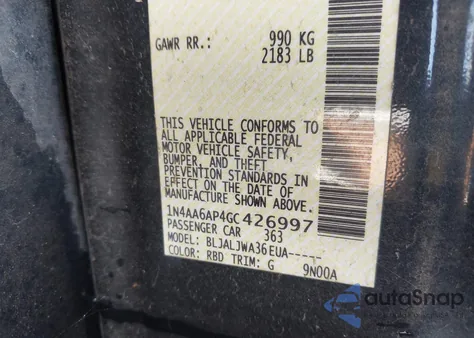 GAWR RR.: 990 KG
2183 LB
THIS VEHICLE CONFORMS TO
ALL APPLICABLE FEDERAL
MOTOR VEHICLE SAFETY,
BUMPER, AND THEFT
PREVENTION STANDARDS IN
EFFECT ON THE DATE OF
MANUFACTURE SHOWN ABOVE.
1N4AA6AP4GC426997
PASSENGER CAR 363
MODEL: BLJALJWA36EUA-----
COLOR: RBD TRIM: G 9N00A
autoSnap